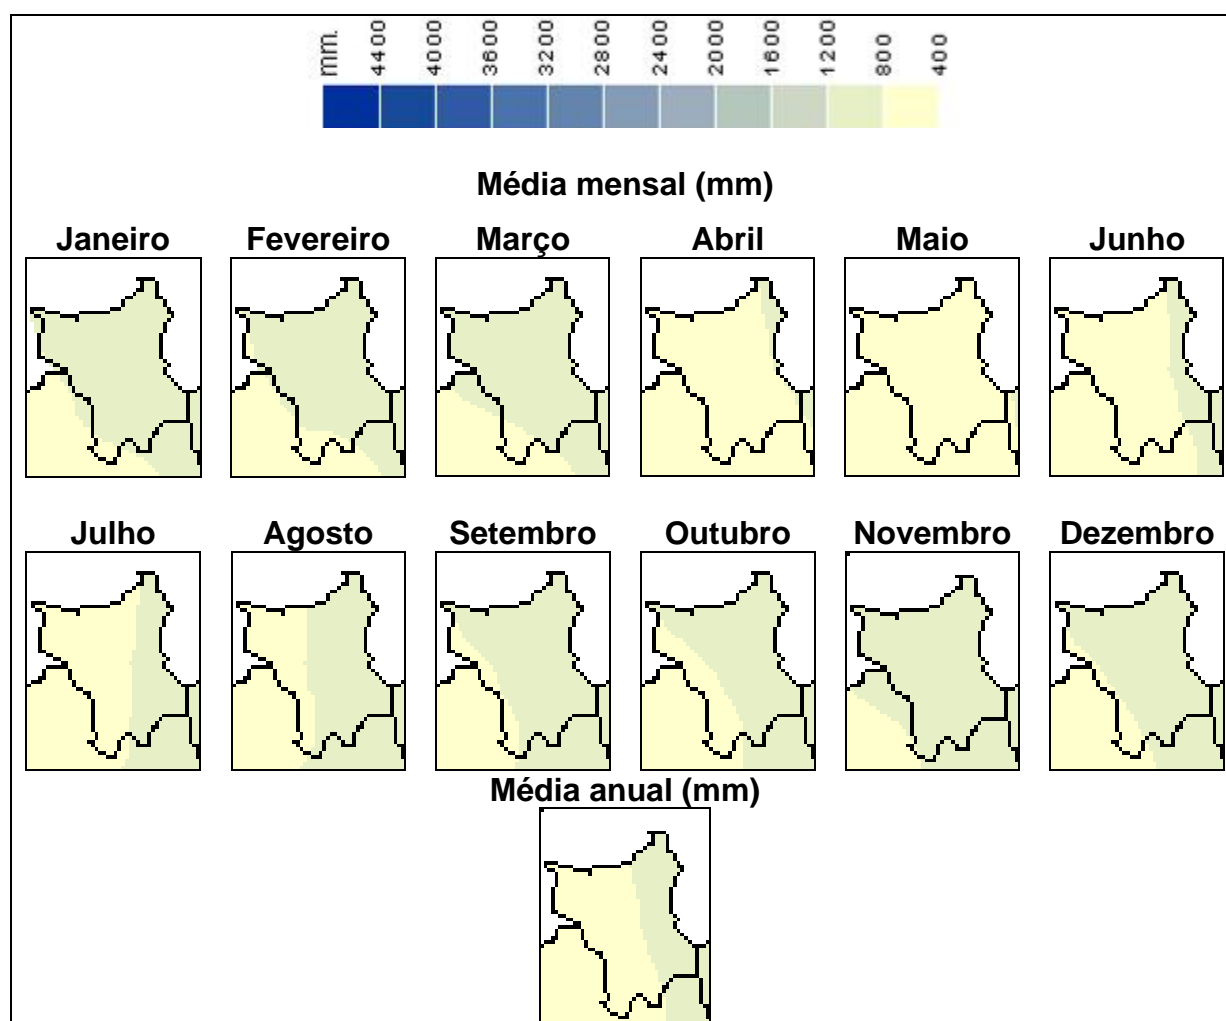 mm. 4400 4000 3600 3200 2800 2400 2000 1600 1200 800 400
Média mensal (mm)
Janeiro Fevereiro Março Abril Maio Junho
Julho Agosto Setembro Outubro Novembro Dezembro
Média anual (mm)